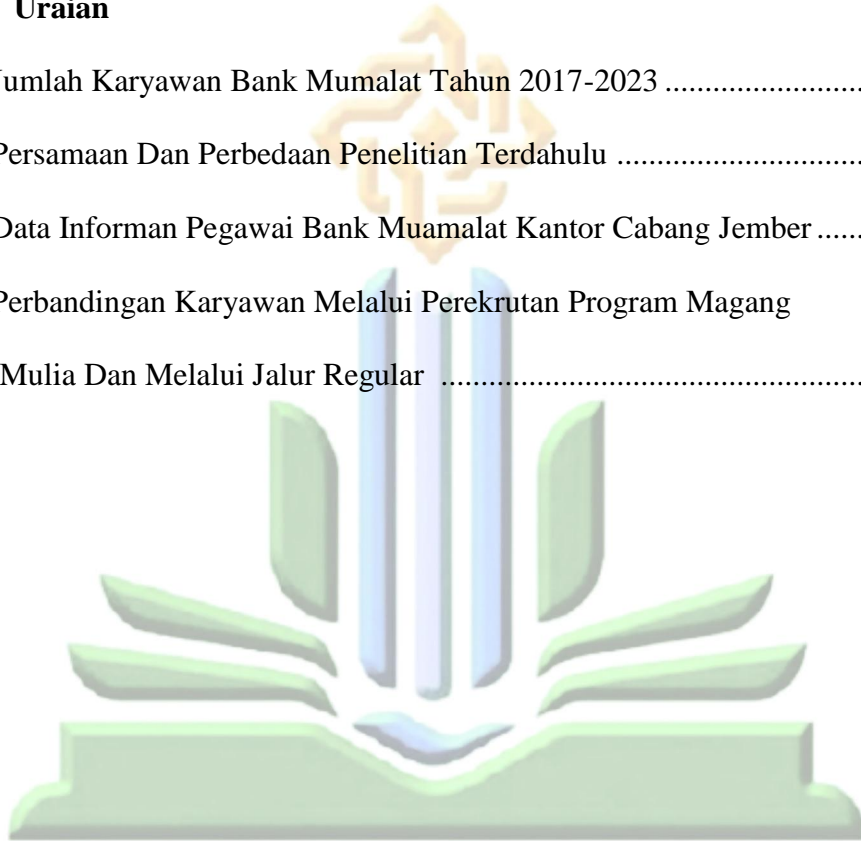 Uraian
Jumlah Karyawan Bank Mumalat Tahun 2017-2023 ........................
Persamaan Dan Perbedaan Penelitian Terdahulu ..............................
Data Informan Pegawai Bank Muamalat Kantor Cabang Jember ......
Perbandingan Karyawan Melalui Perekrutan Program Magang
Mulia Dan Melalui Jalur Regular .....................................................